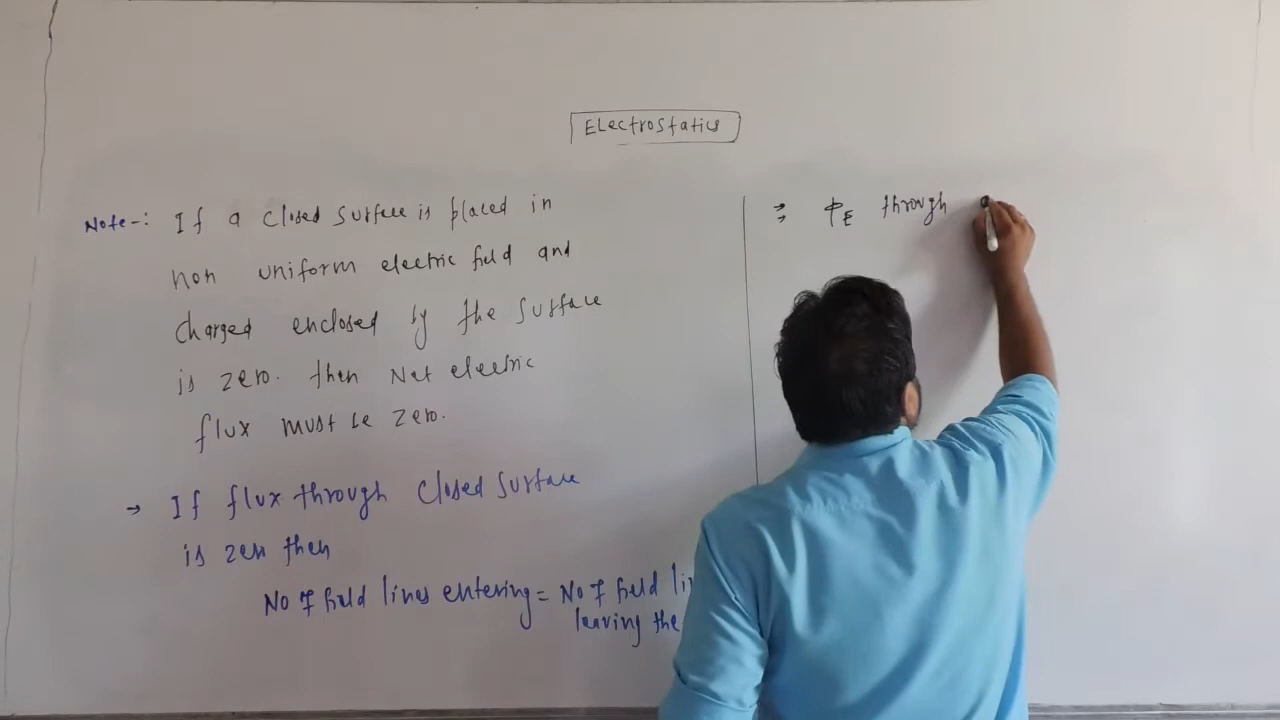 Electrostatics
Note-: If a closed surface is placed in
non uniform electric field and
charged enclosed by the surface
is zero. then Net electric
flux must be zero.
→ If flux through closed surface
is zero then
No of field lines entering = No of field li
leaving the
⇒ ϕE through